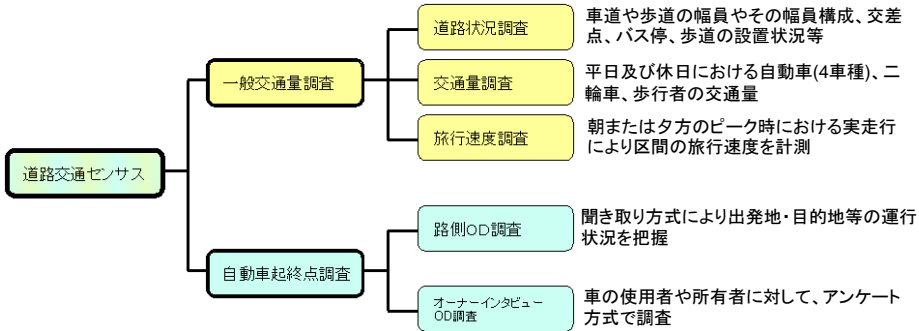 道路交通センサス
一般交通量調査
道路状況調査
車道や歩道の幅員やその幅員構成、交差
点、バス停、歩道の設置状況等
交通量調査
平日及び休日における自動車(4車種)、二
輪車、歩行者の交通量
旅行速度調査
朝または夕方のピーク時における実走行
により区間の旅行速度を計測
自動車起終点調査
路側OD調査
聞き取り方式により出発地・目的地等の運行
状況を把握
オーナーインタビュー
OD調査
車の使用者や所有者に対して、アンケート
方式で調査